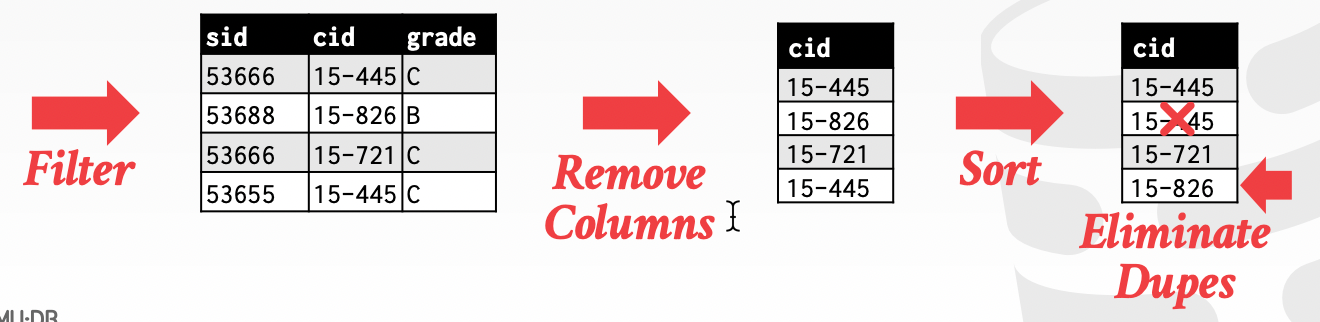 sid cid grade
53666 15-445 C
53688 15-826 B
53666 15-721 C
53655 15-445 C
Filter
Remove
Columns
cid
15-445
15-826
15-721
15-445
Sort
cid
15-445
15-445
15-721
15-826
Eliminate
Dupes